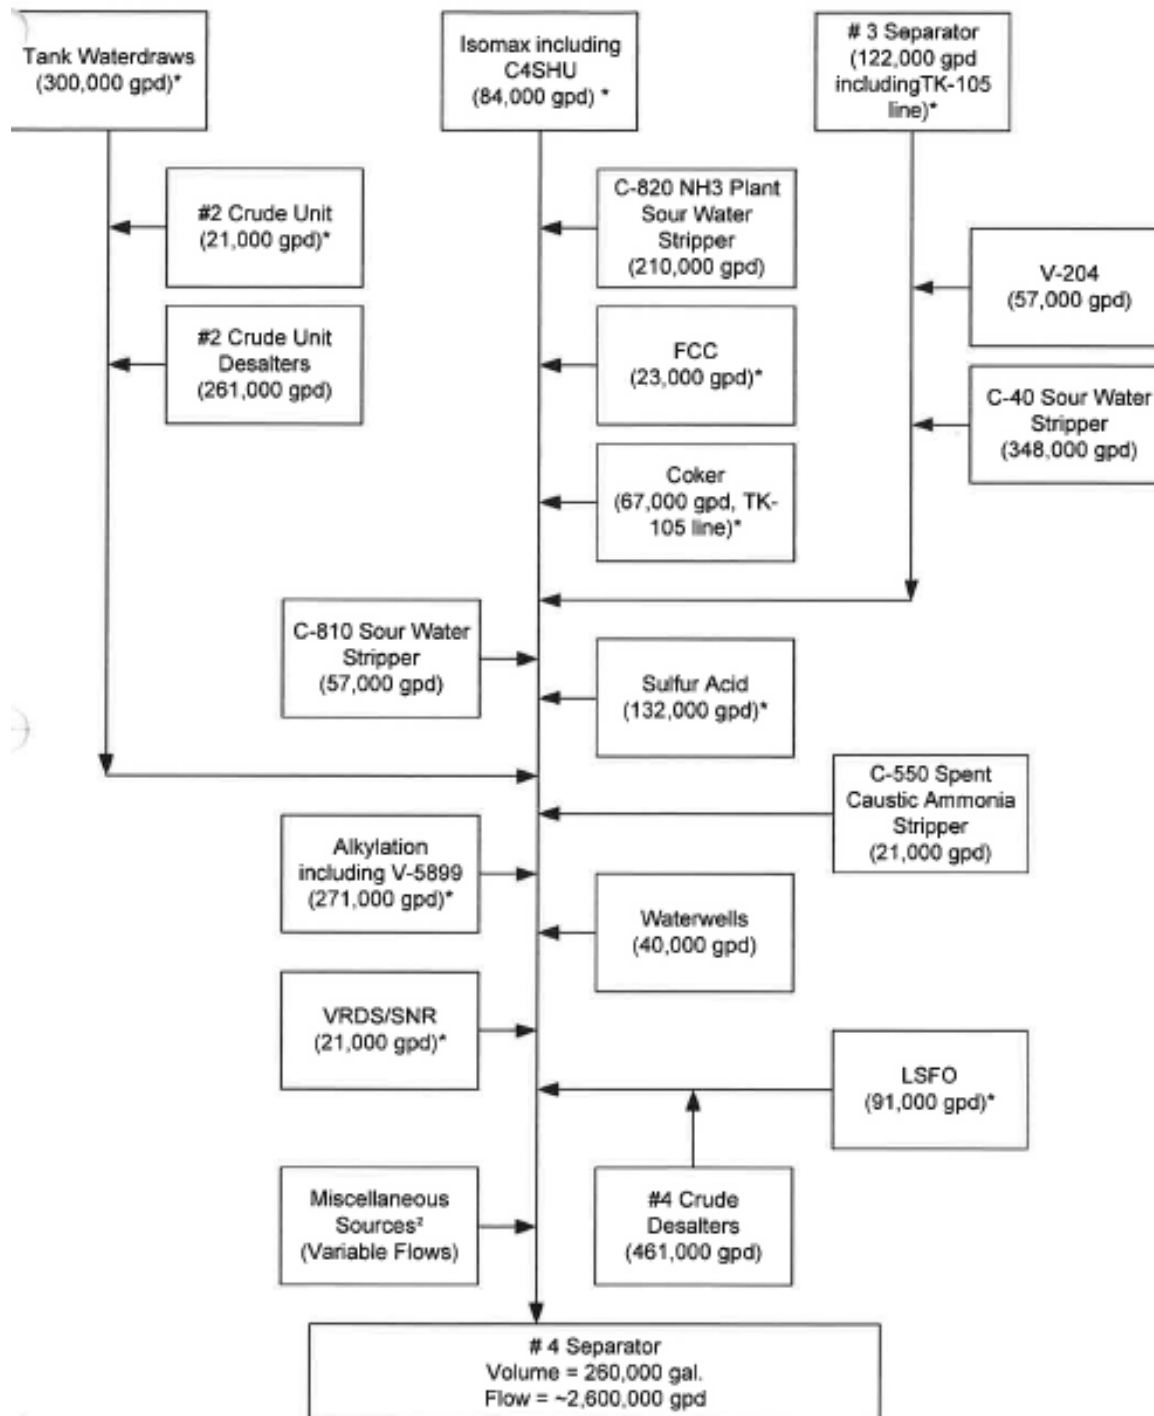 Tank Waterdraws
(300,000 gpd)*
Isomax including
C4SHU
(84,000 gpd) *
# 3 Separator
(122,000 gpd
includingTK-105
line)*
#2 Crude Unit
(21,000 gpd)*
C-820 NH3 Plant
Sour Water
Stripper
(210,000 gpd)
V-204
(57,000 gpd)
#2 Crude Unit
Desalters
(261,000 gpd)
FCC
(23,000 gpd)*
C-40 Sour Water
Stripper
(348,000 gpd)
Coker
(67,000 gpd, TK-
105 line)*
C-810 Sour Water
Stripper
(57,000 gpd)
Sulfur Acid
(132,000 gpd)*
C-550 Spent
Caustic Ammonia
Stripper
(21,000 gpd)
Alkylation
including V-5899
(271,000 gpd)*
Waterwells
(40,000 gpd)
VRDS/SNR
(21,000 gpd)*
LSFO
(91,000 gpd)*
Miscellaneous
Sources²
(Variable Flows)
#4 Crude
Desalters
(461,000 gpd)
# 4 Separator
Volume = 260,000 gal.
Flow = ~2,600,000 gpd